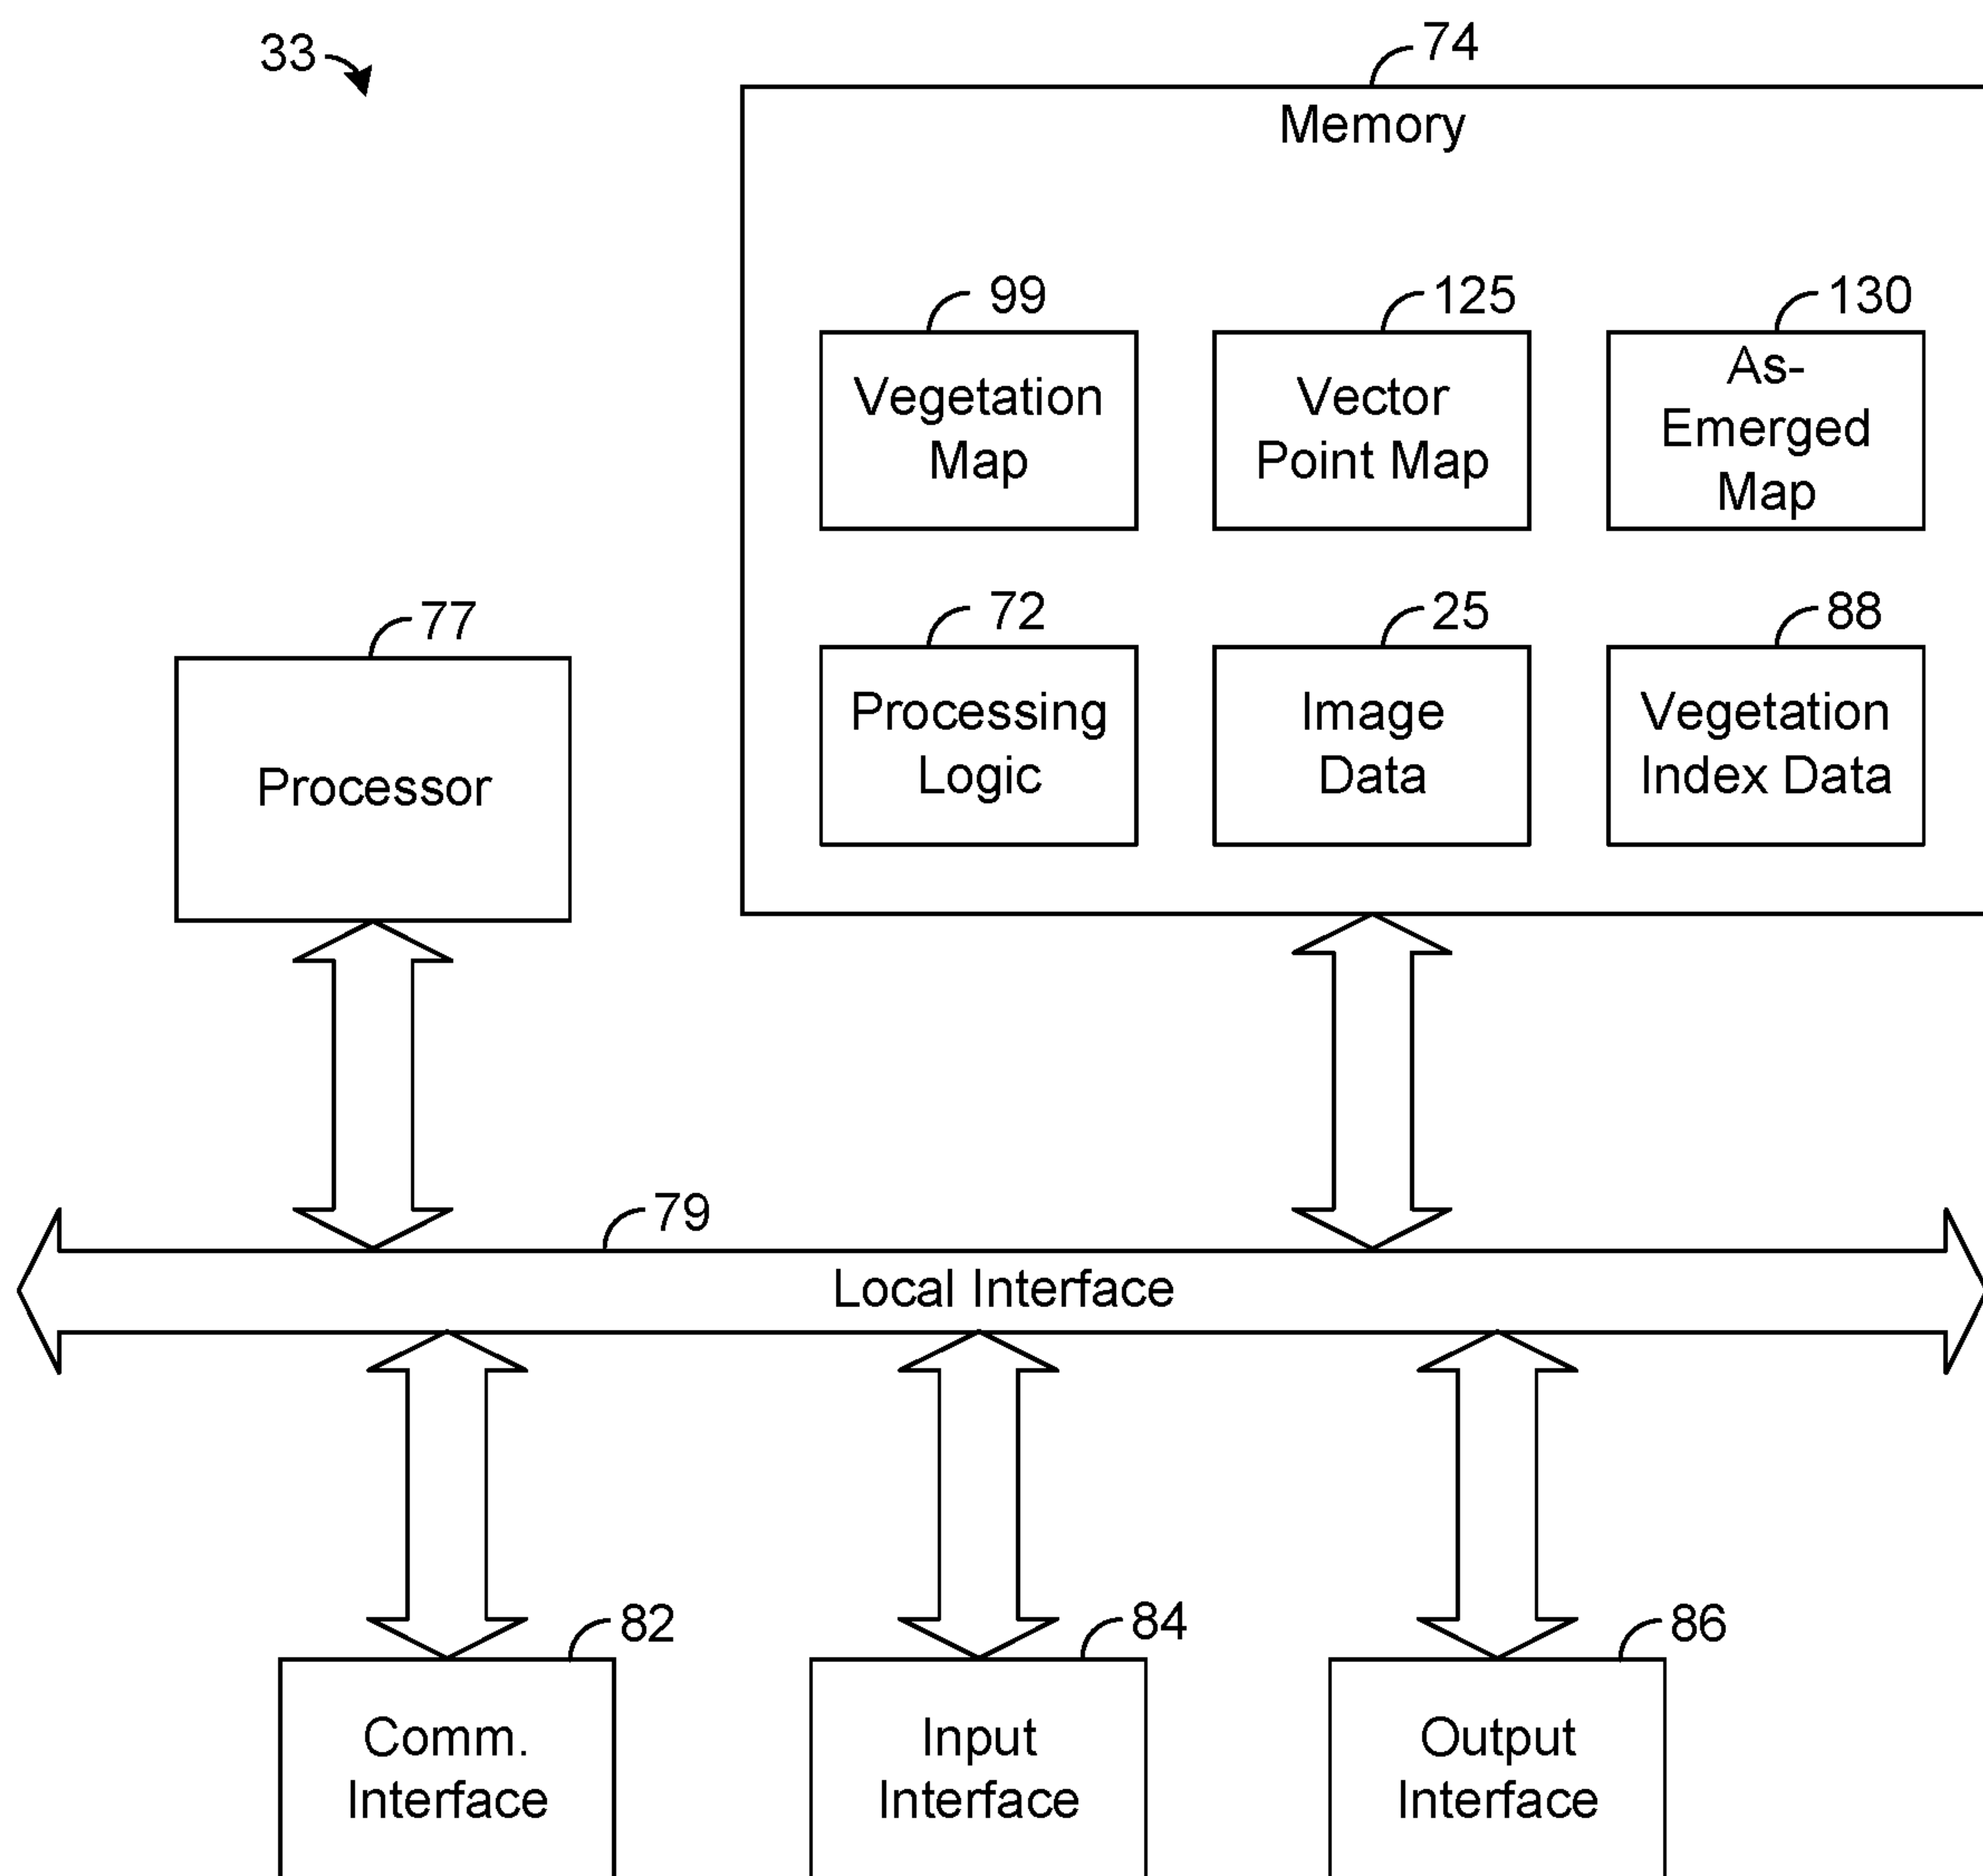 33
74
Memory
99
125
130
Vegetation
Map
Vector
Point Map
As-
Emerged
Map
72
25
88
Processing
Logic
Image
Data
Vegetation
Index Data
77
Processor
79
Local Interface
82
84
86
Comm.
Interface
Input
Interface
Output
Interface